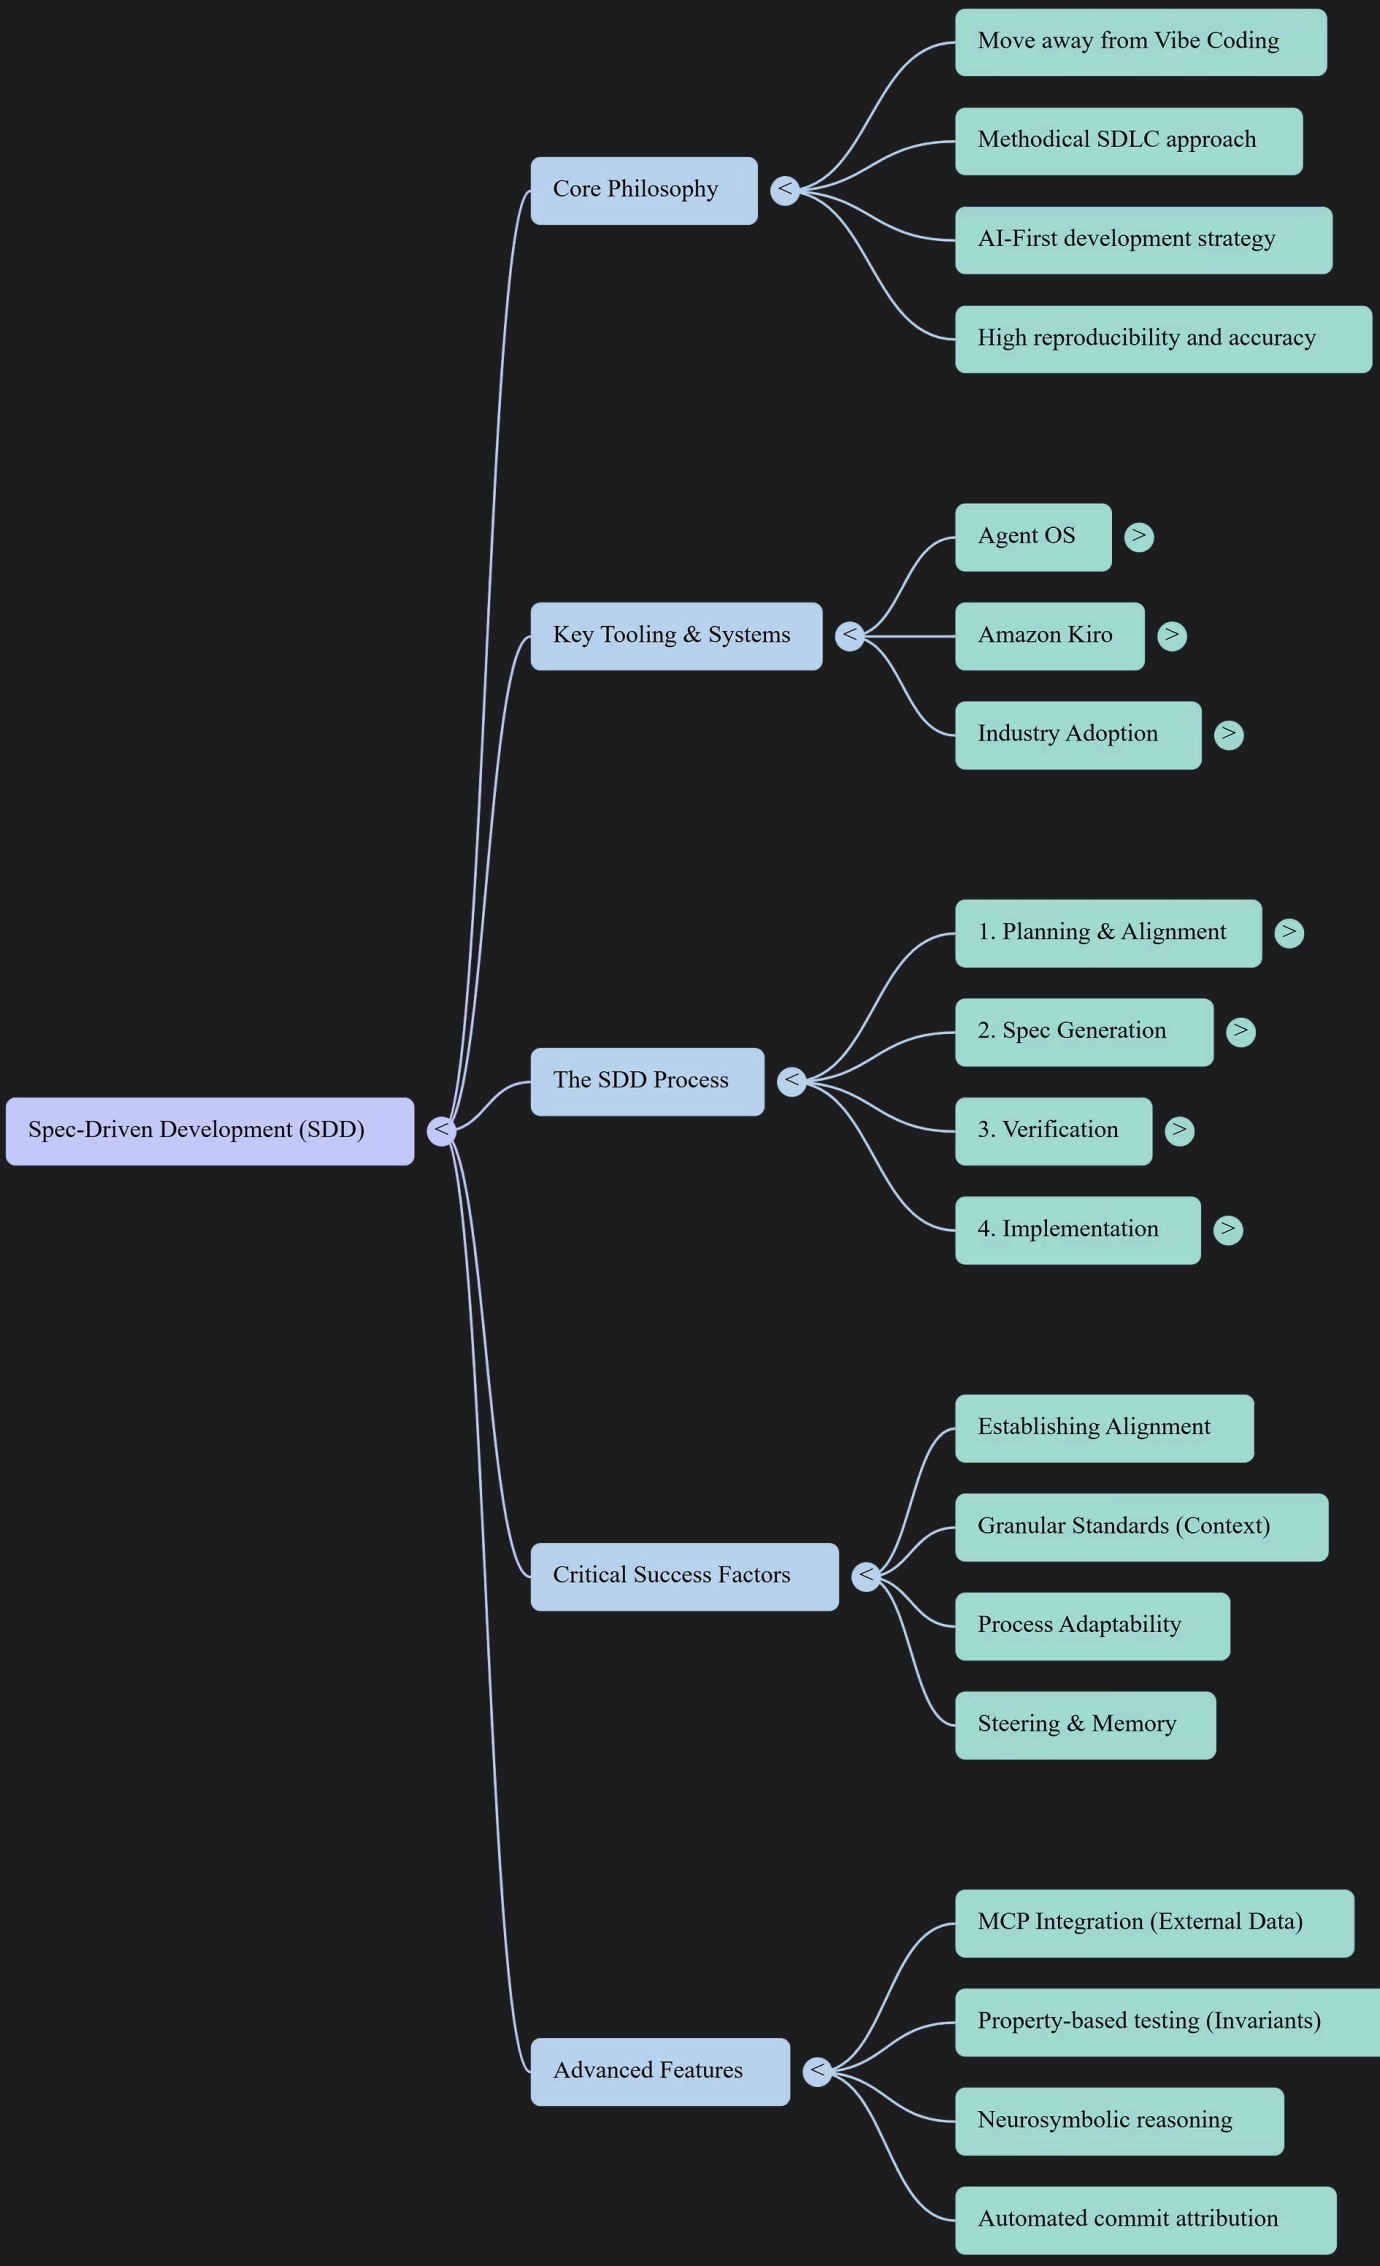 Move away from Vibe Coding
Methodical SDLC approach
Core Philosophy <
AI-First development strategy
High reproducibility and accuracy
Agent OS >
Key Tooling & Systems <
Amazon Kiro >
Industry Adoption >
1. Planning & Alignment >
2. Spec Generation >
The SDD Process <
Spec-Driven Development (SDD) <
3. Verification >
4. Implementation >
Establishing Alignment
Granular Standards (Context)
Critical Success Factors <
Process Adaptability
Steering & Memory
MCP Integration (External Data)
Property-based testing (Invariants)
Advanced Features <
Neurosymbolic reasoning
Automated commit attribution